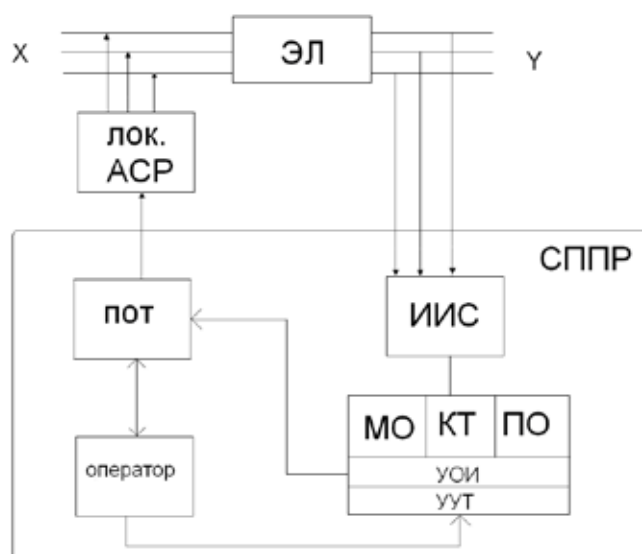 X
ЭЛ
Y
лок.
АСР
СППР
пот
ИИС
МО
КТ
ПО
УОИ
УУТ
оператор